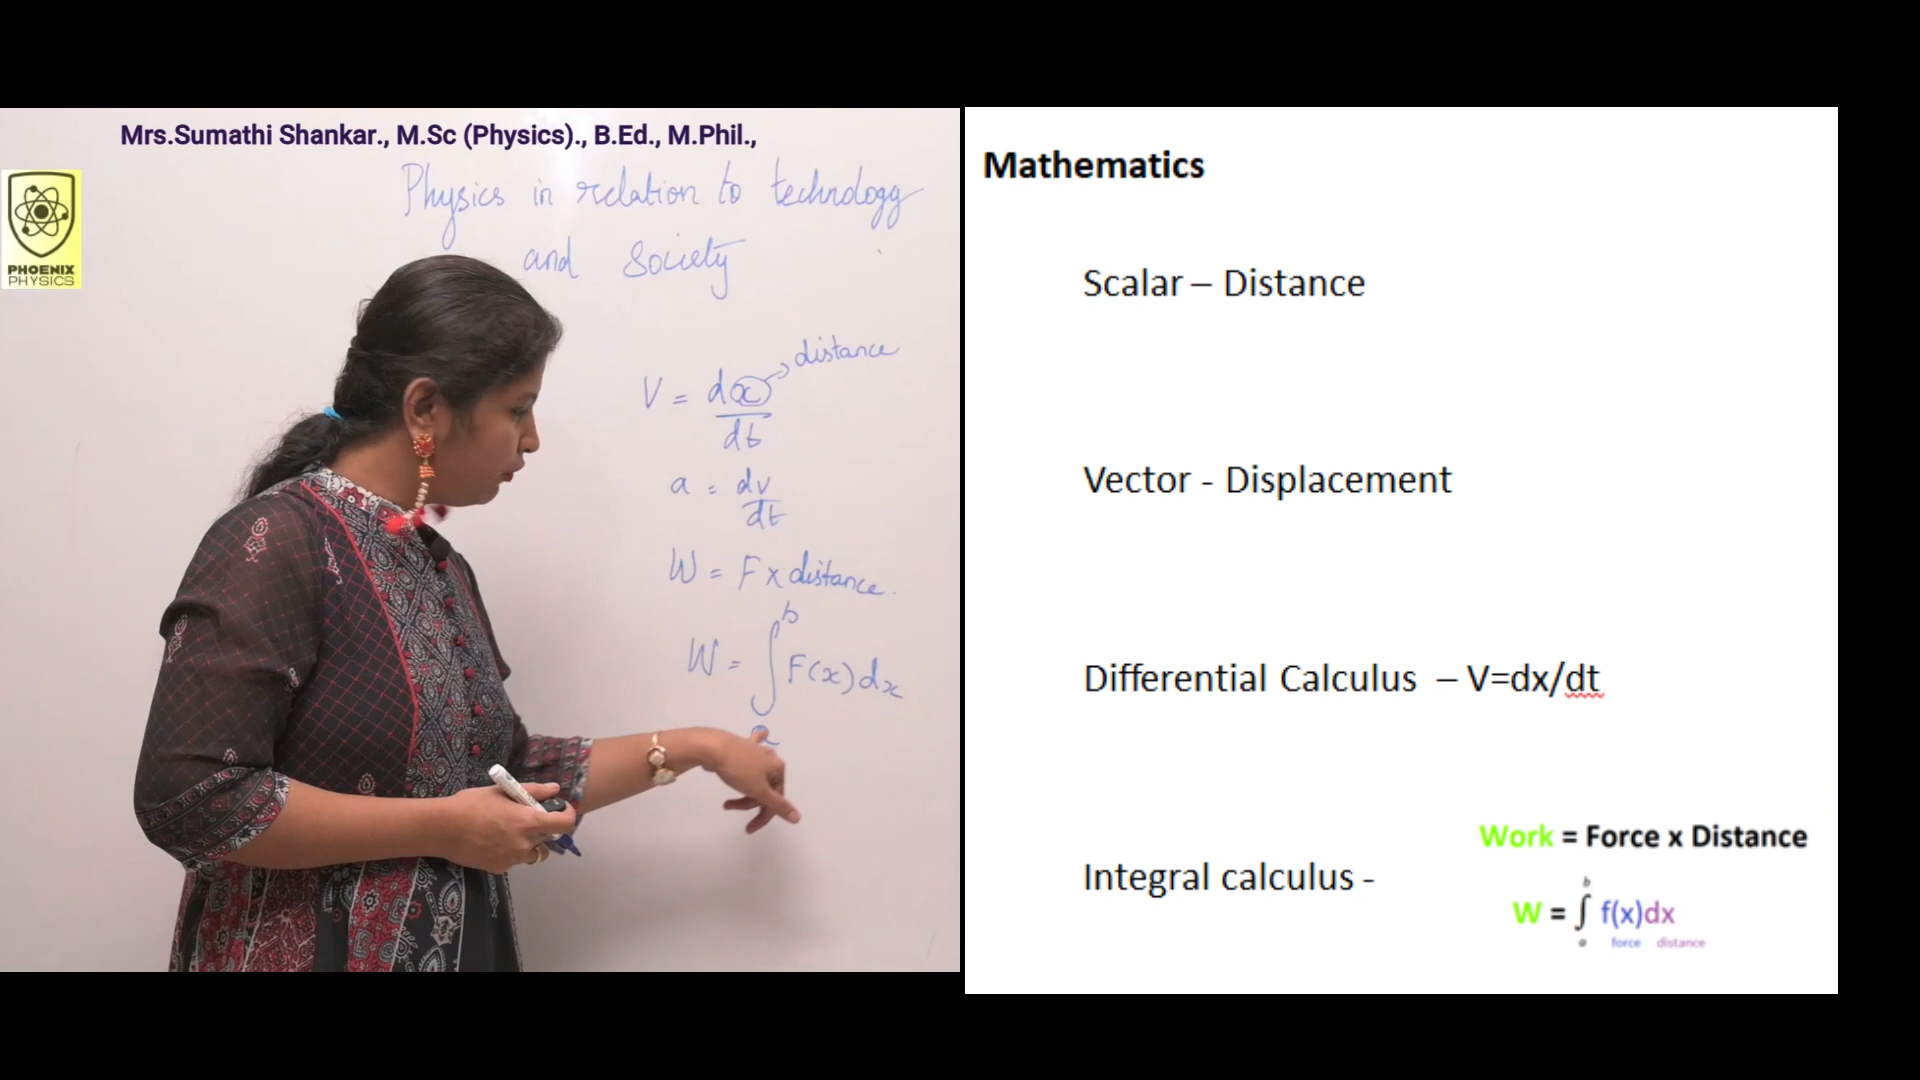 Mrs.Sumathi Shankar., M.Sc (Physics)., B.Ed., M.Phil.,
PHOENIX
PHYSICS
Physics in relation to technology
and Society
V = dx/dt → distance
a = dv/dt
W = F x distance.
W = ∫ₐᵇ F(x) dx
Mathematics
Scalar – Distance
Vector - Displacement
Differential Calculus – V=dx/dt
Integral calculus -
Work = Force x Distance
b
W = ∫ f(x)dx
a force distance